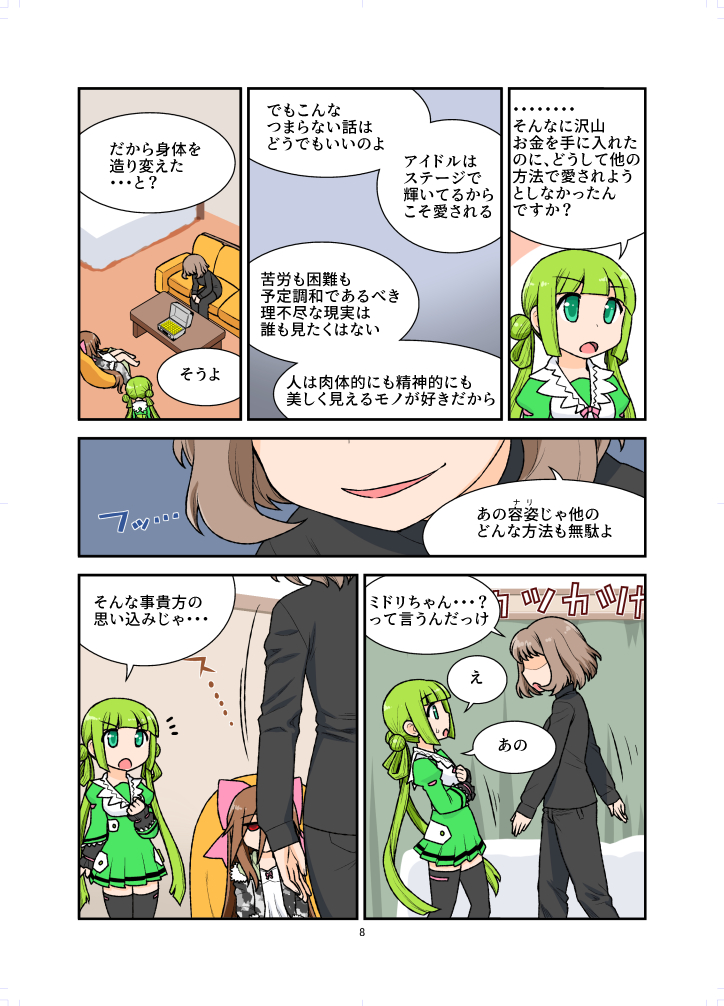 ・・・・・・・・
そんなに沢山
お金を手に入れた
のに、どうして他の
方法で愛されよう
としなかったん
ですか？
でもこんな
つまらない話は
どうでもいいのよ
アイドルは
ステージで
輝いてるから
こそ愛される
苦労も困難も
予定調和であるべき
理不尽な現実は
誰も見たくはない
人は肉体的にも精神的にも
美しく見えるモノが好きだから
だから身体を
造り変えた
・・・と？
そうよ
フッ・・・
ナリ
あの容姿じゃ他の
どんな方法も無駄よ
カツカツカ
ミドリちゃん・・・？
って言うんだっけ
え
あの
そんな事貴方の
思い込みじゃ・・・
ス・・・・・
8